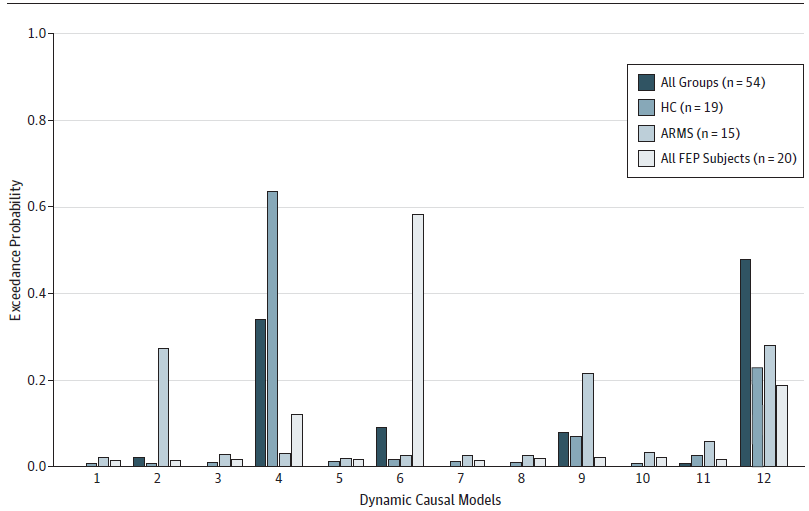 1.0
0.8
0.6
0.4
0.2
0.0
Exceedance Probability
All Groups (n = 54)
HC (n = 19)
ARMS (n = 15)
All FEP Subjects (n = 20)
1 2 3 4 5 6 7 8 9 10 11 12
Dynamic Causal Models